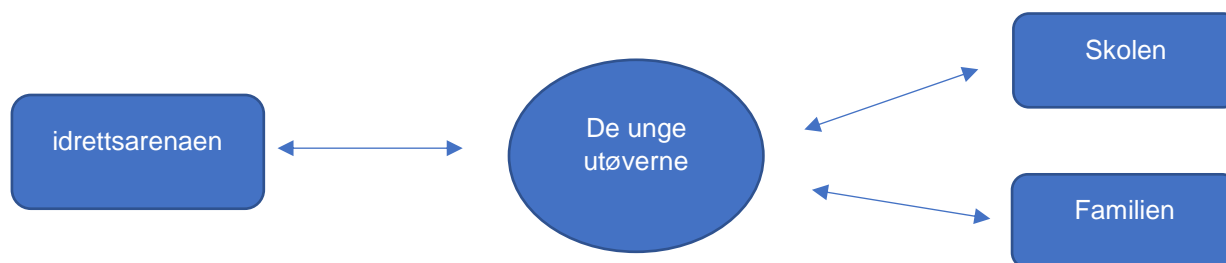 idrettsarenaen
De unge
utøverne
Skolen
Familien